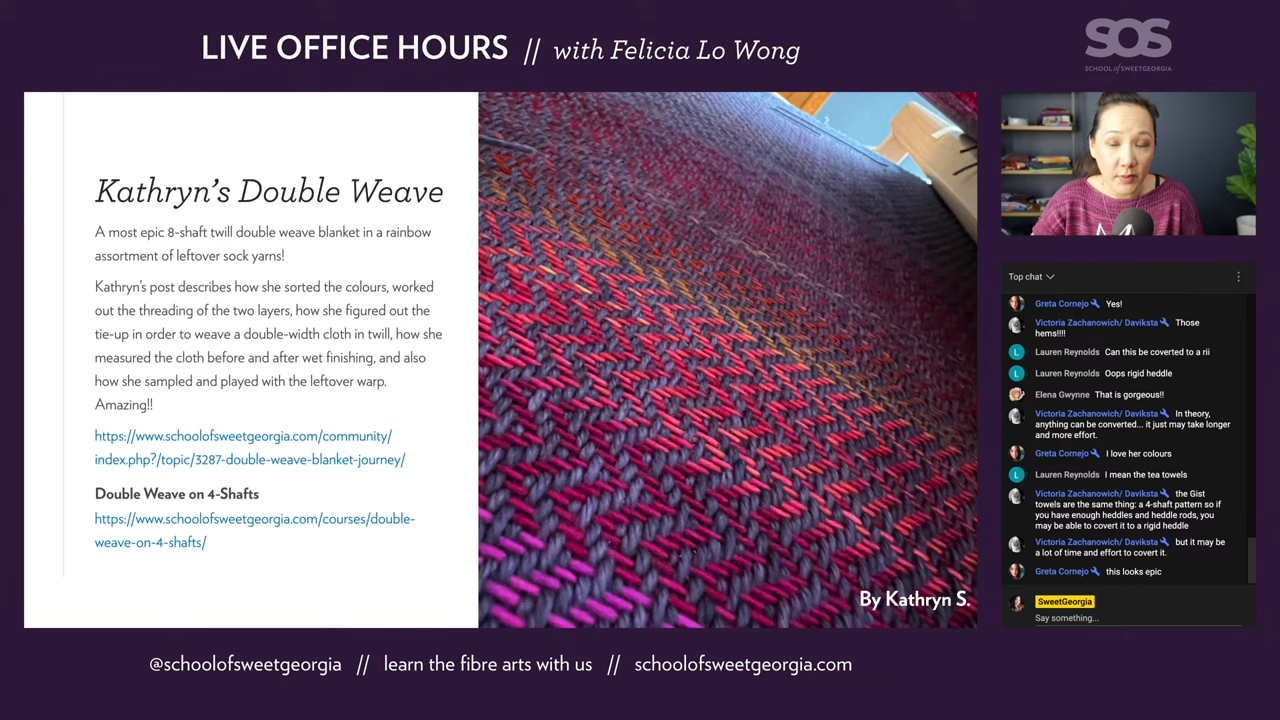 LIVE OFFICE HOURS // with Felicia Lo Wong
SOS
SCHOOL of SWEETGEORGIA
Kathryn's Double Weave
A most epic 8-shaft twill double weave blanket in a rainbow
assortment of leftover sock yarns!
Kathryn's post describes how she sorted the colours, worked
out the threading of the two layers, how she figured out the
tie-up in order to weave a double-width cloth in twill, how she
measured the cloth before and after wet finishing, and also
how she sampled and played with the leftover warp.
Amazing!!
https://www.schoolofsweetgeorgia.com/community/
index.php?/topic/3287-double-weave-blanket-journey/
Double Weave on 4-Shafts
https://www.schoolofsweetgeorgia.com/courses/double-
weave-on-4-shafts/
By Kathryn S.
Top chat
Greta Cornejo Yes!
Victoria Zachanowich/ Daviksta Those
hems!!!!
L Lauren Reynolds Can this be coverted to a rii
L Lauren Reynolds Oops rigid heddle
Elena Gwynne That is gorgeous!!
Victoria Zachanowich/ Daviksta In theory,
anything can be converted... it just may take longer
and more effort.
Greta Cornejo I love her colours
L Lauren Reynolds I mean the tea towels
Victoria Zachanowich/ Daviksta the Gist
towels are the same thing: a 4-shaft pattern so if
you have enough heddles and heddle rods, you
may be able to covert it to a rigid heddle
Victoria Zachanowich/ Daviksta but it may be
a lot of time and effort to covert it.
Greta Cornejo this looks epic
SweetGeorgia
Say something...
@schoolofsweetgeorgia // learn the fibre arts with us // schoolofsweetgeorgia.com